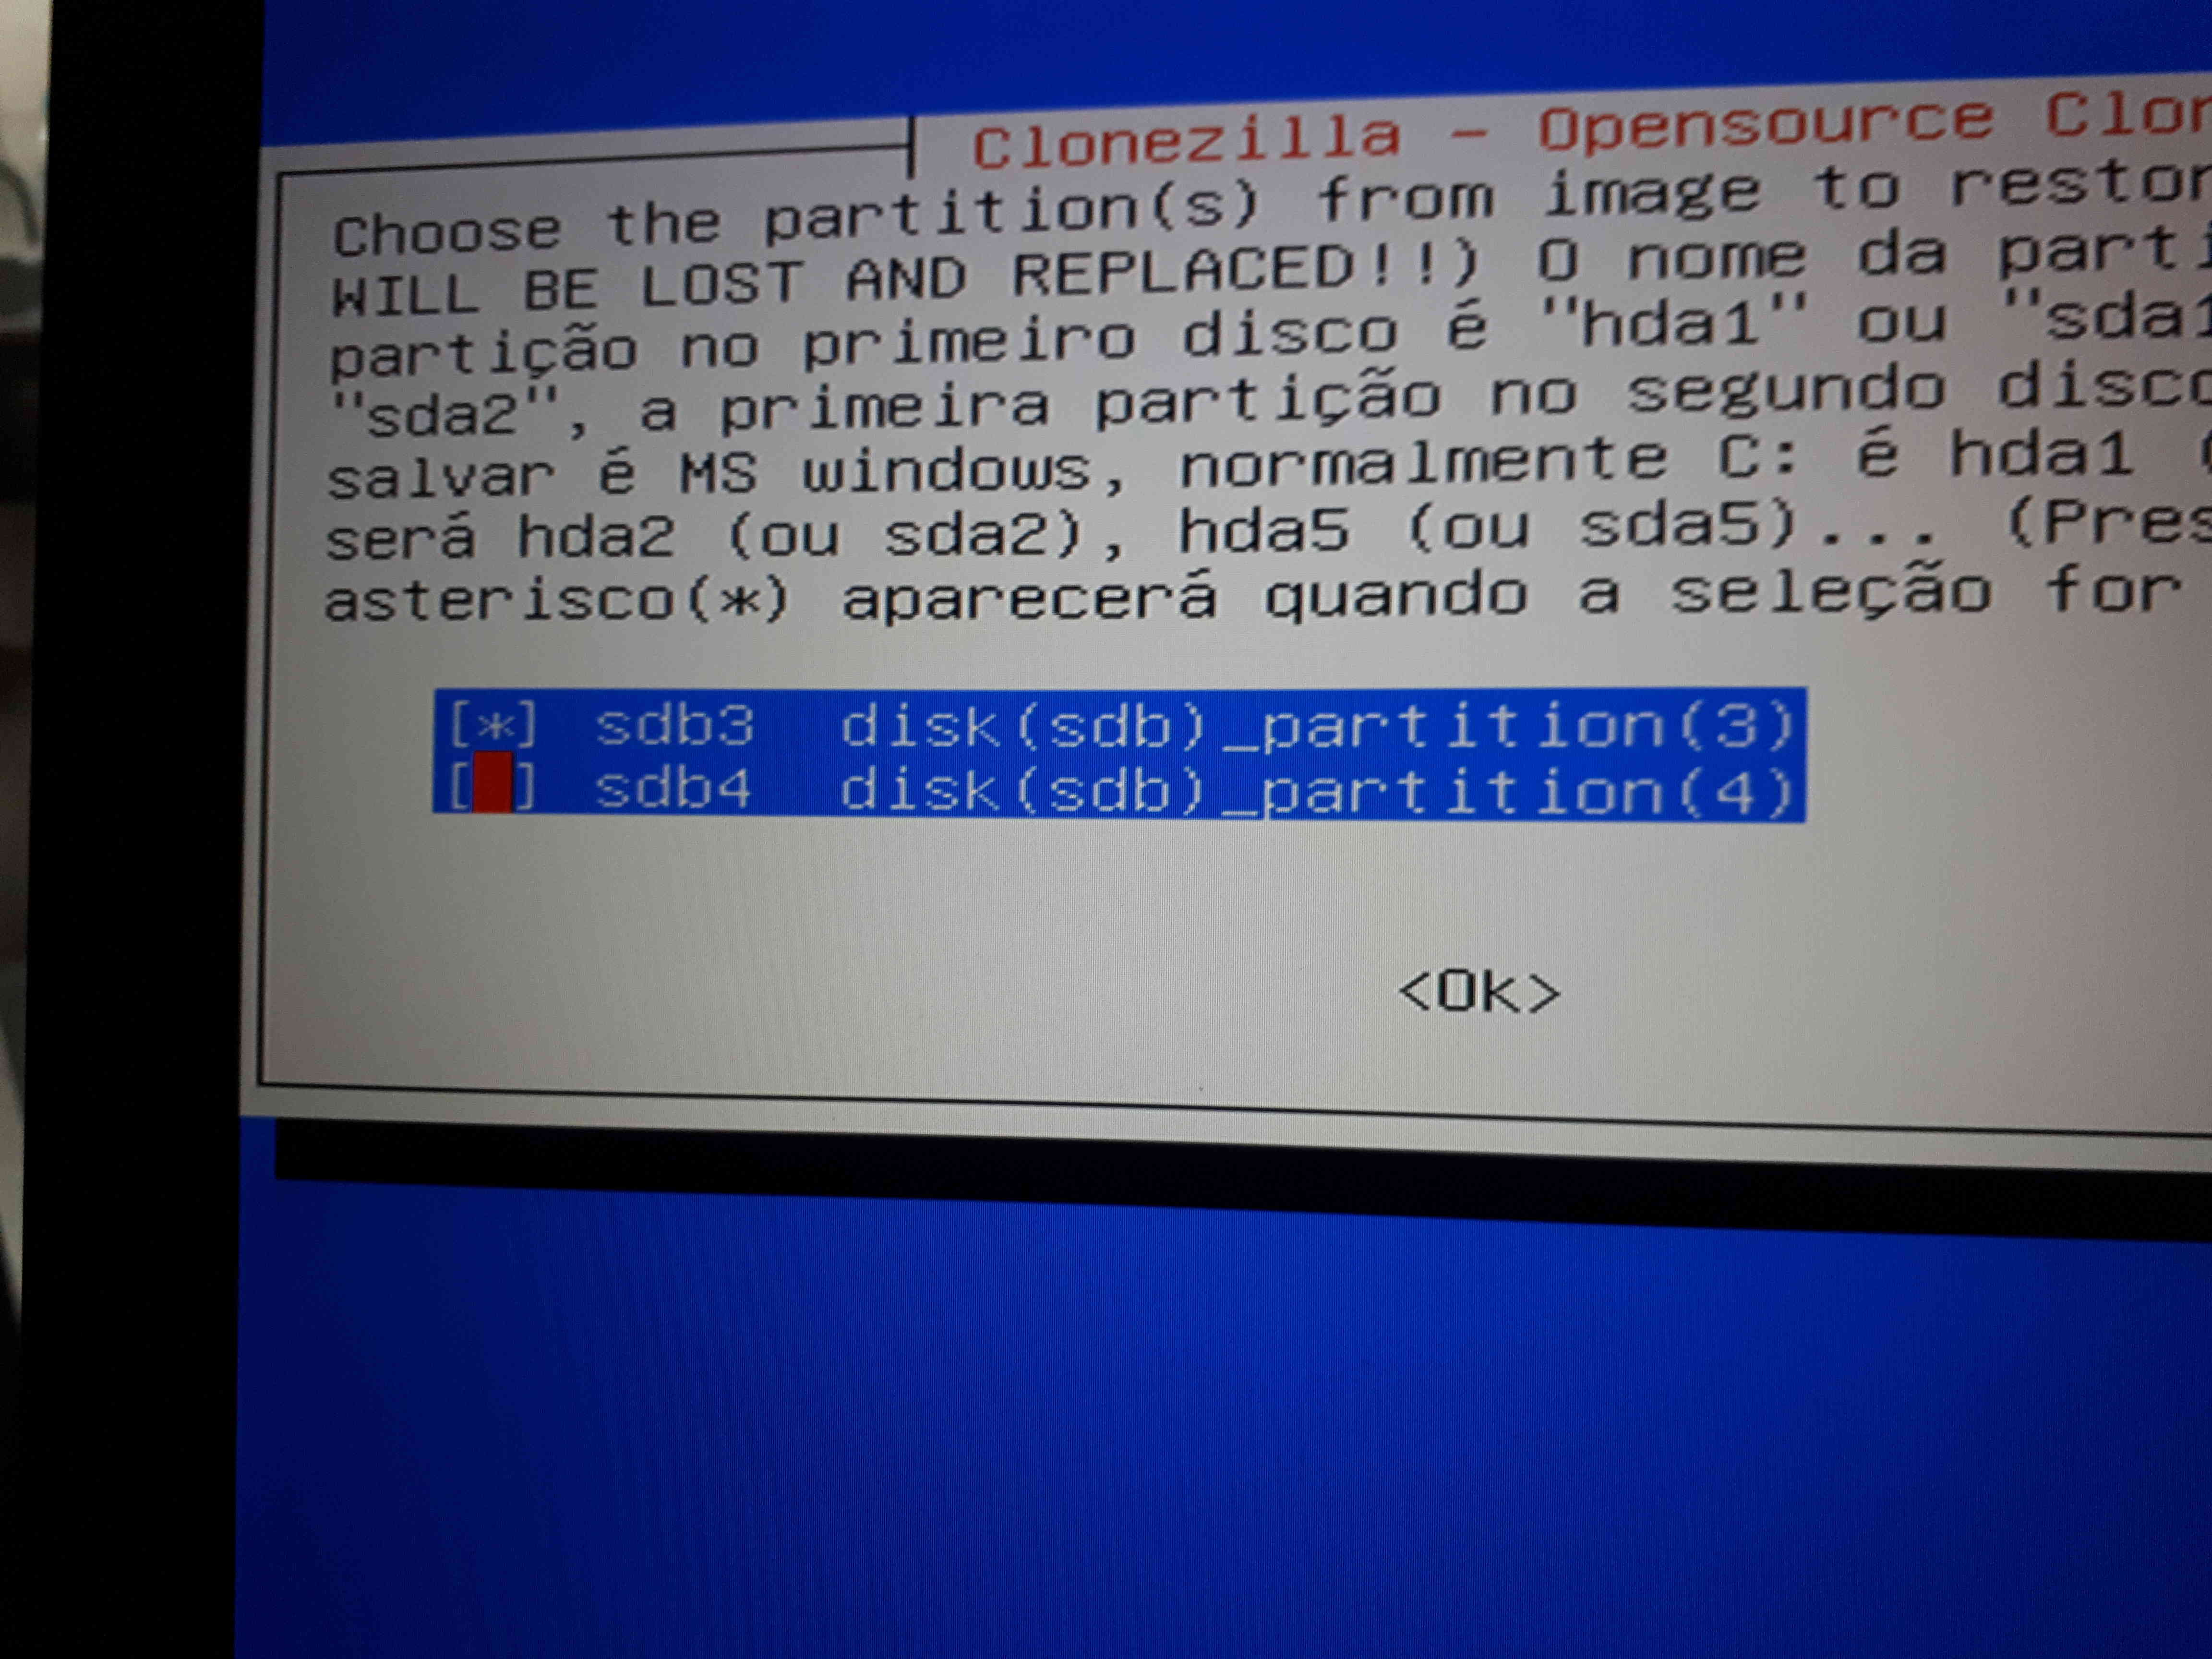 Clonezilla - Opensource Clon
Choose the partition(s) from image to restor
WILL BE LOST AND REPLACED!!) O nome da parti
partição no primeiro disco é "hda1" ou "sda1
"sda2", a primeira partição no segundo disco
salvar é MS windows, normalmente C: é hda1 (
será hda2 (ou sda2), hda5 (ou sda5)... (Pres
asterisco(*) aparecerá quando a seleção for
[*] sdb3 disk(sdb)_partition(3)
[ ] sdb4 disk(sdb)_partition(4)
<Ok>